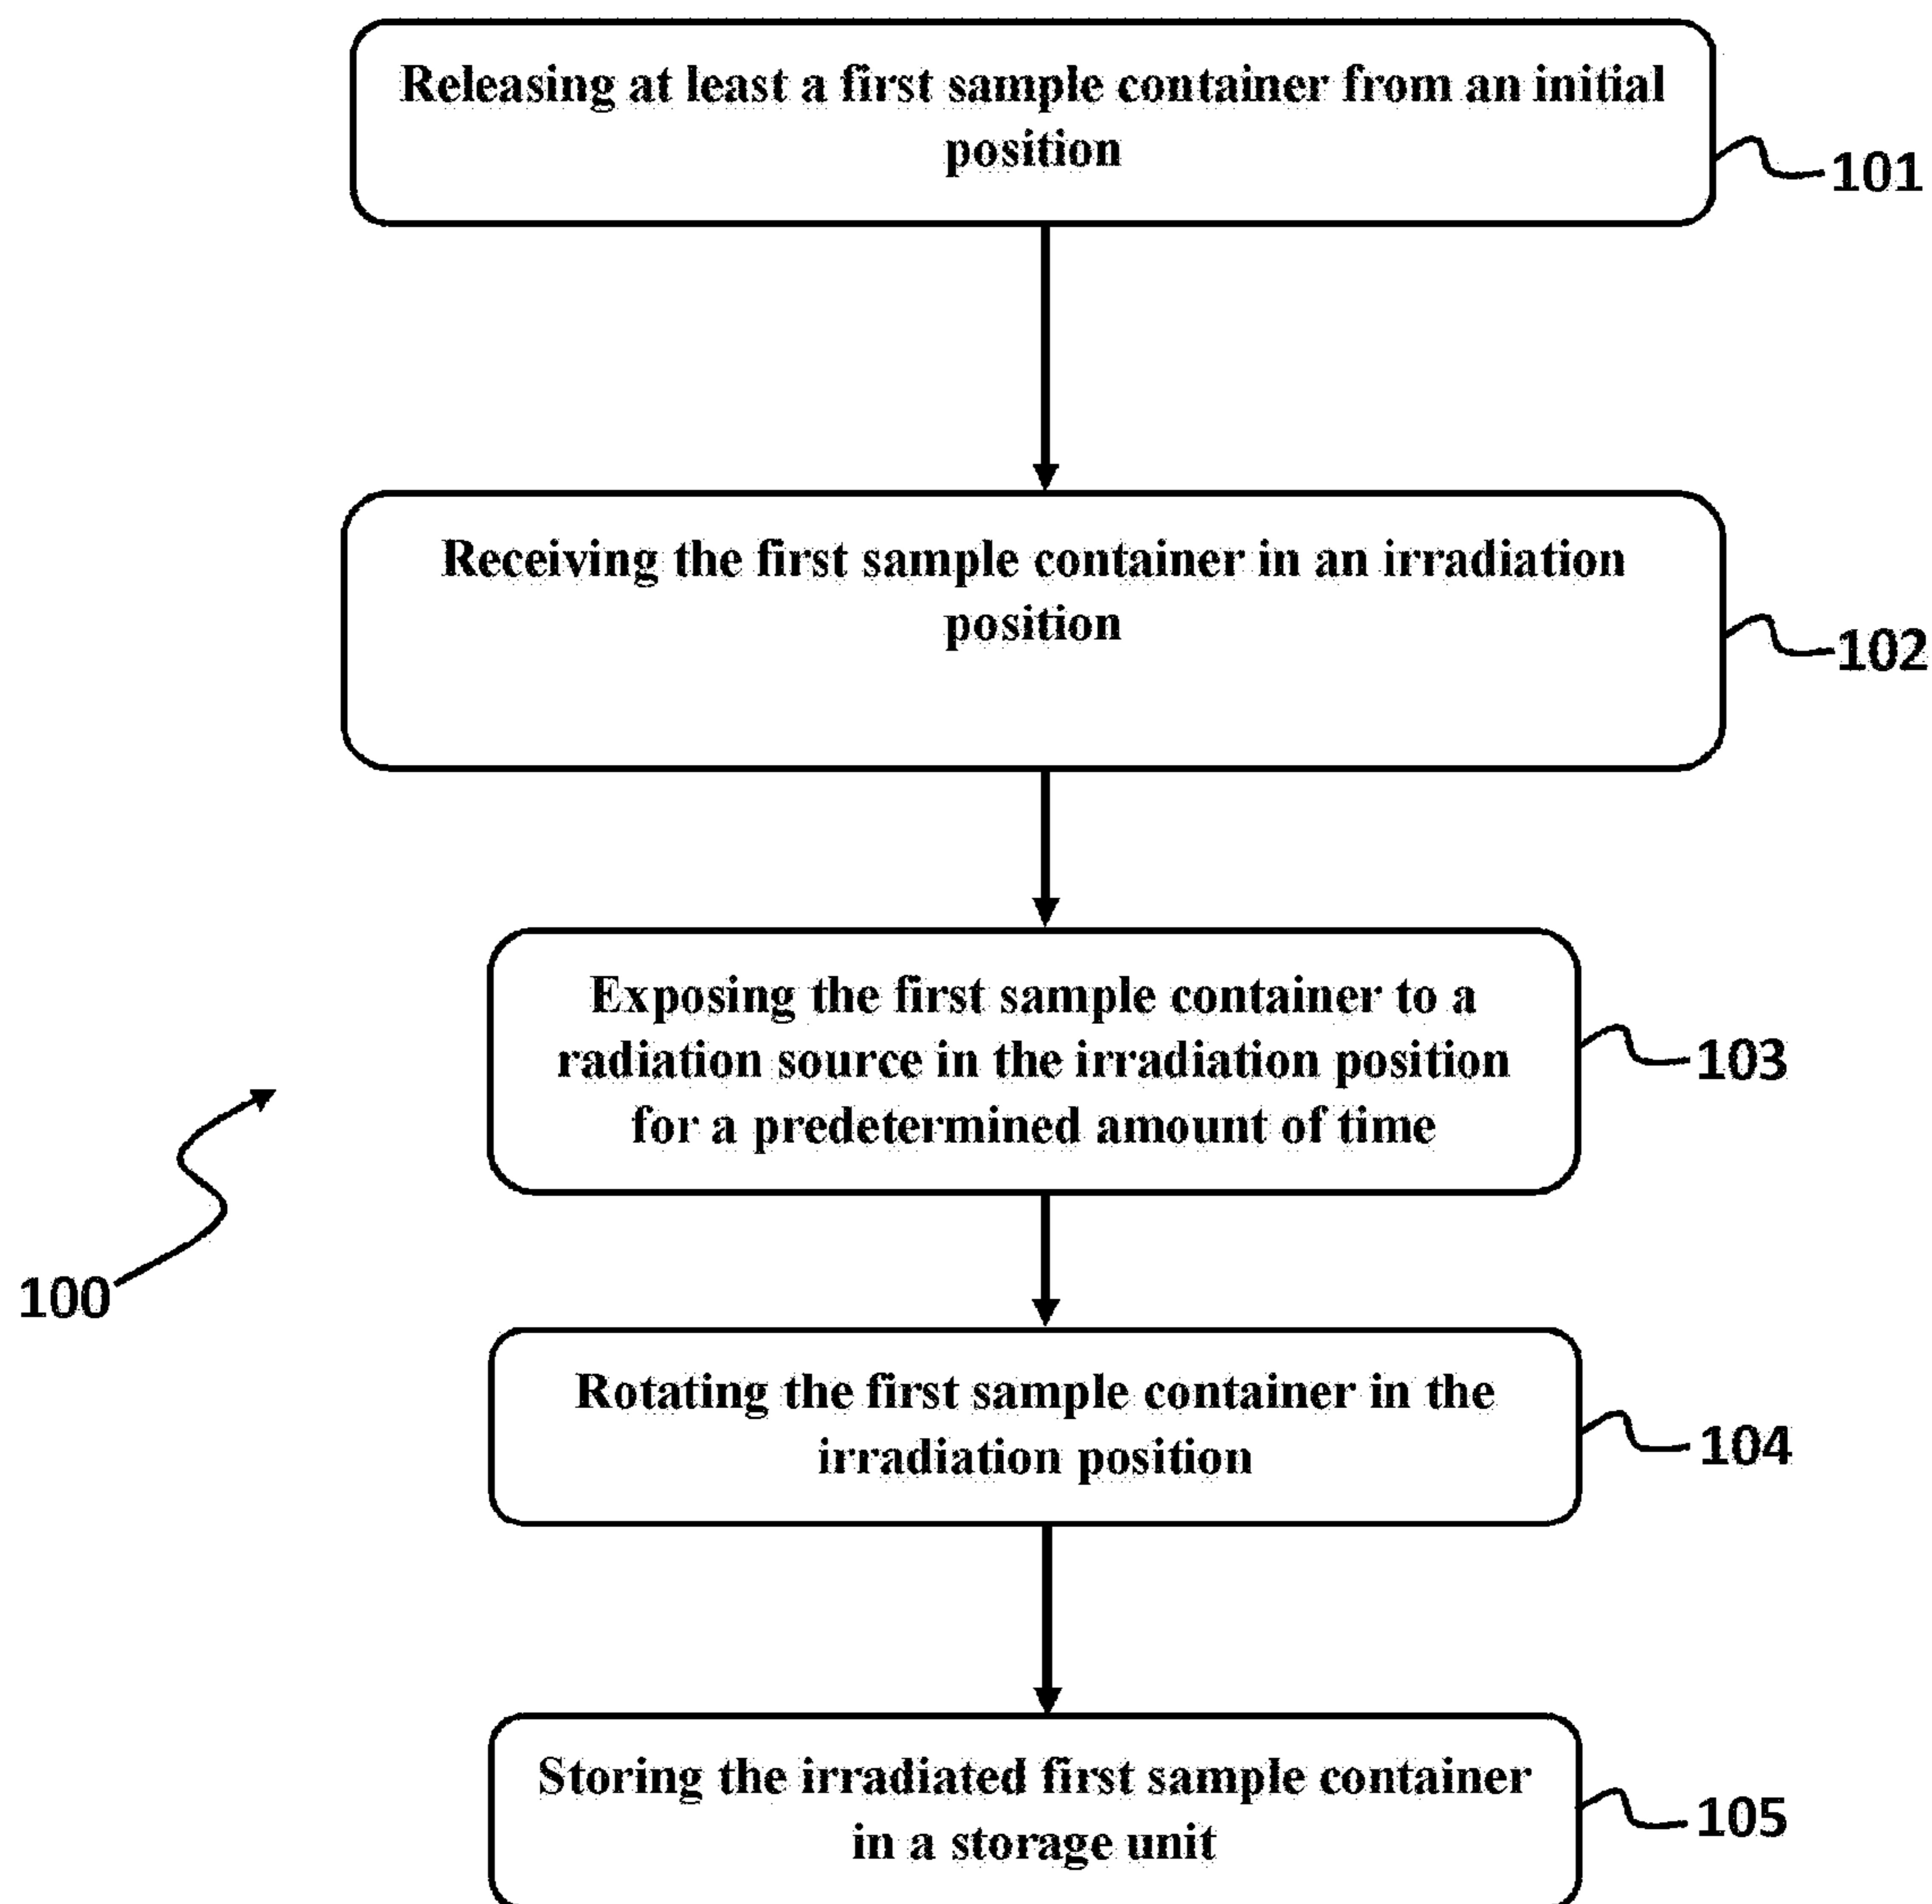 Releasing at least a first sample container from an initial
position
101
Receiving the first sample container in an irradiation
position
102
Exposing the first sample container to a
radiation source in the irradiation position
for a predetermined amount of time
103
100
Rotating the first sample container in the
irradiation position
104
Storing the irradiated first sample container
in a storage unit
105